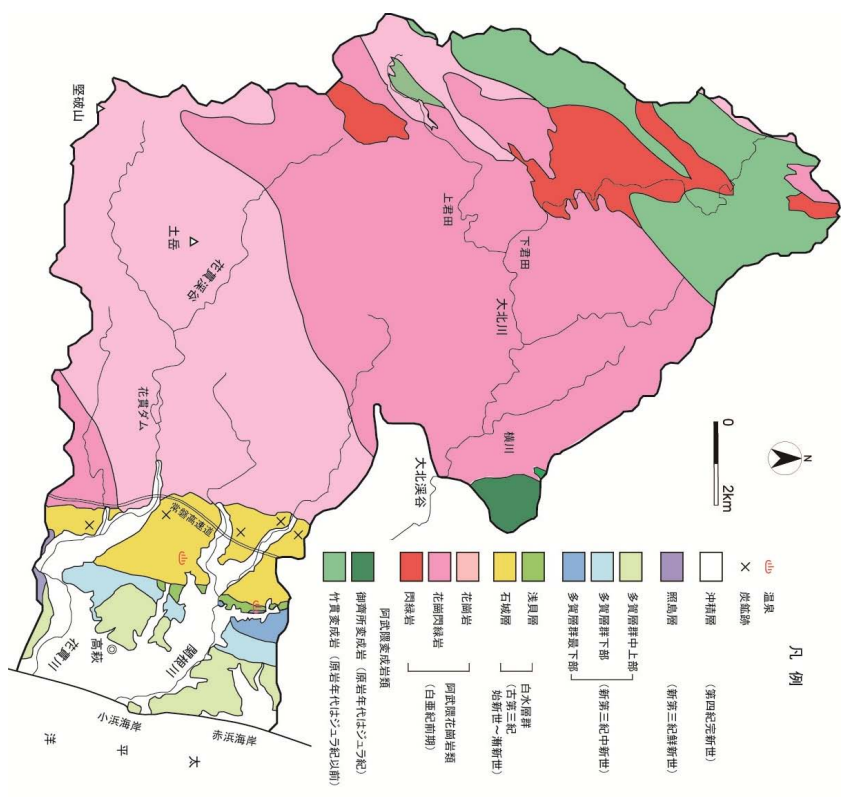 竪破山
土岳
花貫渓谷
花貫ダム
上君田
下君田
大北川
横川
大北渓谷
常磐高速道
高萩
花貫川
関根川
小浜海岸
赤浜海岸
太平洋
N
0 2km
凡例
温泉
炭鉱跡
沖積層 (第四紀完新世)
照島層 (新第三紀鮮新世)
多賀層群中上部
多賀層群下部 (新第三紀中新世)
多賀層群最下部
浅貝層
石城層
白水層群
(古第三紀
始新世~漸新世)
花崗岩
花崗閃緑岩
閃緑岩
阿武隈花崗岩類
(白亜紀前期)
阿武隈変成岩類
御齊所変成岩 (原岩年代はジュラ紀)
竹貫変成岩 (原岩年代はジュラ紀以前)